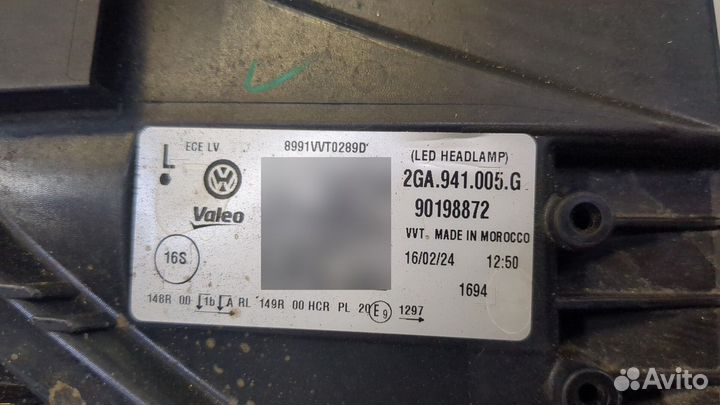 L ECE LV 8991VVT0289D
(LED HEADLAMP)
Valeo
2GA.941.005.G
90198872
VVT. MADE IN MOROCCO
16S
16/02/24 12:50
1694
148R 00 1b A RL 149R 00 HCR PL 20 E9 1297
Avito